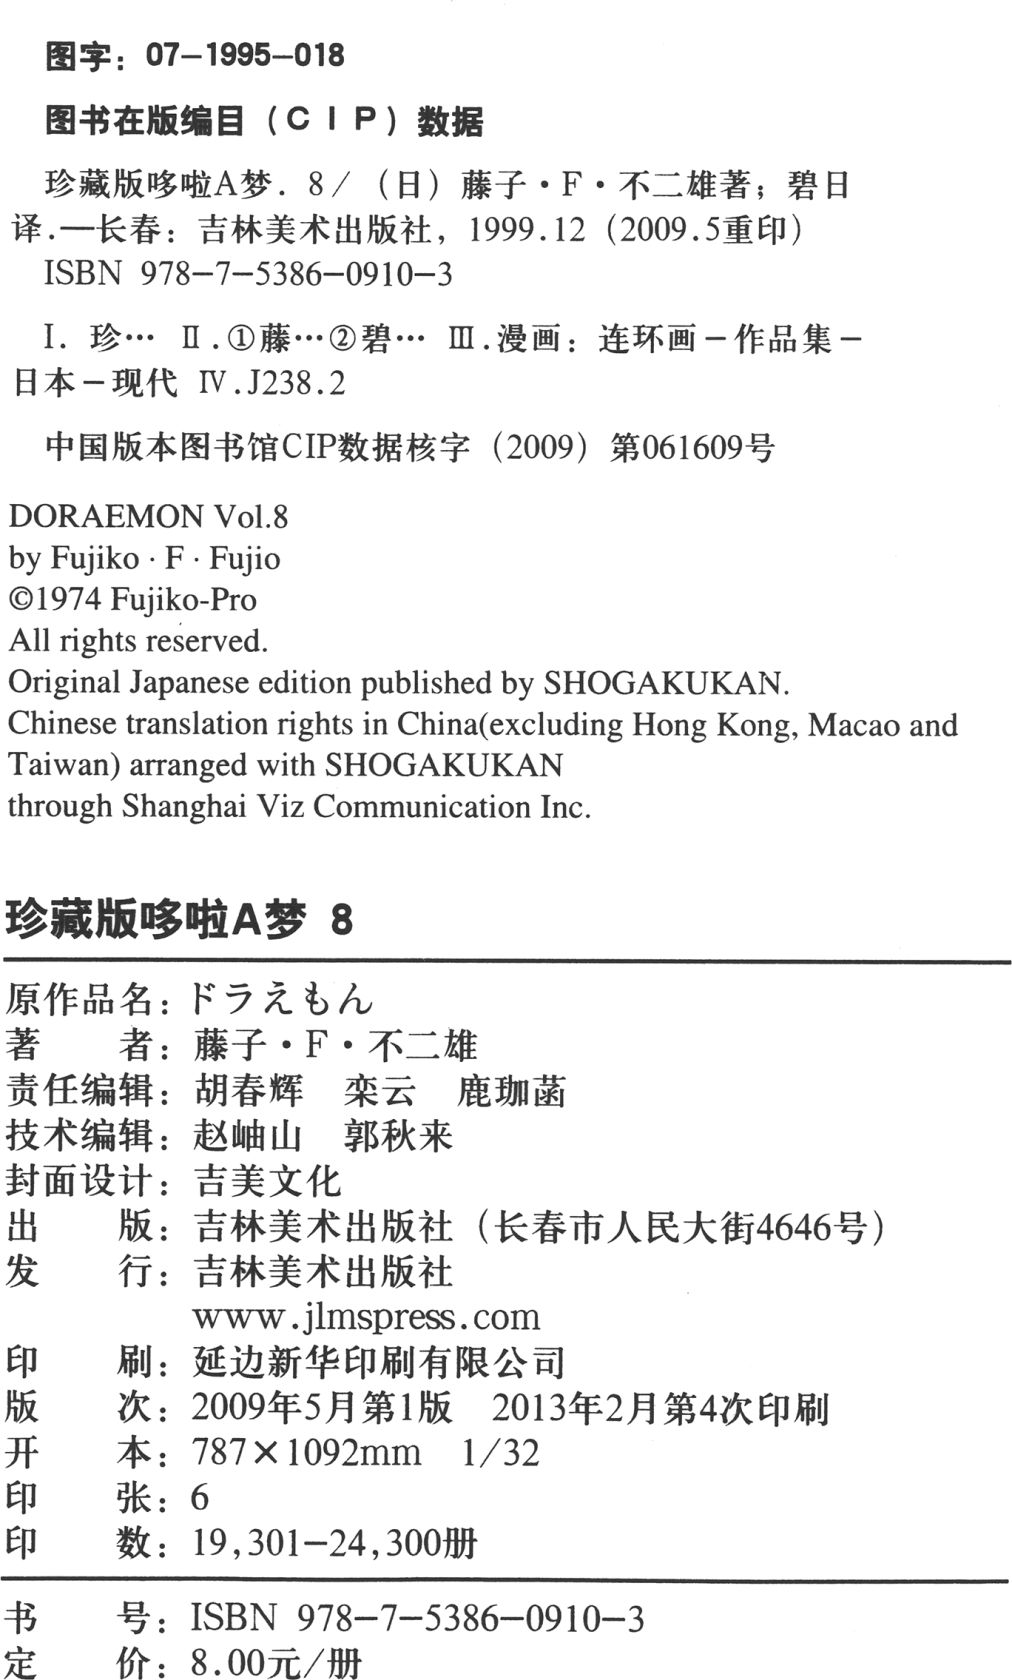 图字：07-1995-018
图书在版编目（CIP）数据
珍藏版哆啦A梦．8/（日）藤子·F·不二雄著；碧日
译.—长春：吉林美术出版社，1999.12（2009.5重印）
ISBN 978-7-5386-0910-3
Ⅰ．珍… Ⅱ.①藤…②碧… Ⅲ.漫画：连环画－作品集－
日本－现代 Ⅳ.J238.2
中国版本图书馆CIP数据核字（2009）第061609号
DORAEMON Vol.8
by Fujiko · F · Fujio
©1974 Fujiko-Pro
All rights reserved.
Original Japanese edition published by SHOGAKUKAN.
Chinese translation rights in China(excluding Hong Kong, Macao and
Taiwan) arranged with SHOGAKUKAN
through Shanghai Viz Communication Inc.
珍藏版哆啦A梦 8
原作品名：ドラえもん
著　　者：藤子·F·不二雄
责任编辑：胡春辉　栾云　鹿珈菡
技术编辑：赵岫山　郭秋来
封面设计：吉美文化
出　　版：吉林美术出版社（长春市人民大街4646号）
发　　行：吉林美术出版社
www.jlmspress.com
印　　刷：延边新华印刷有限公司
版　　次：2009年5月第1版　2013年2月第4次印刷
开　　本：787×1092mm　1/32
印　　张：6
印　　数：19,301-24,300册
书　　号：ISBN 978-7-5386-0910-3
定　　价：8.00元/册